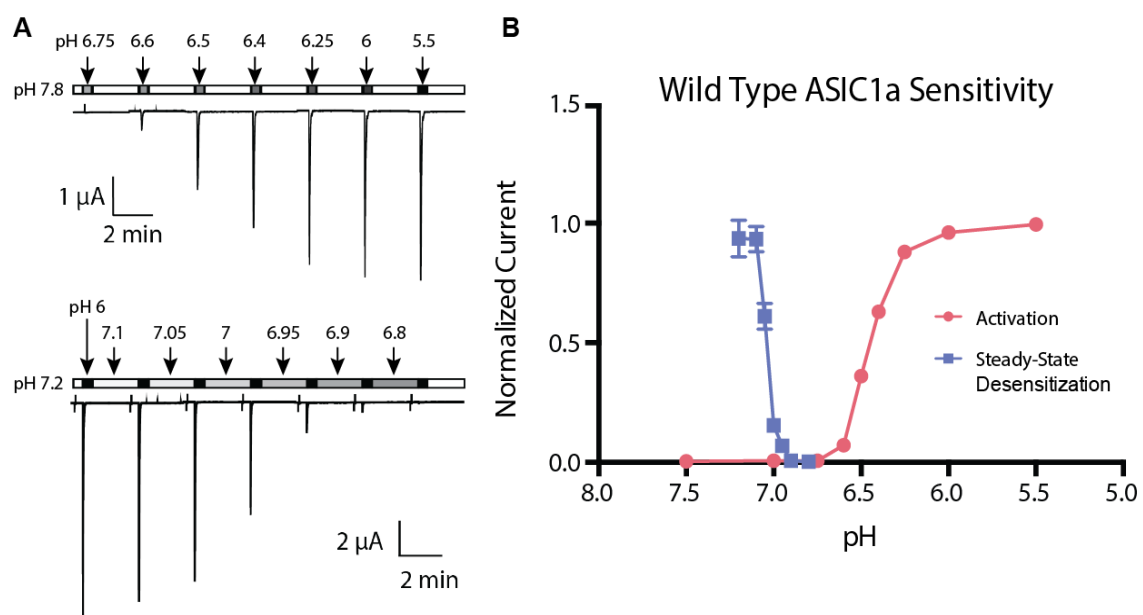 A
pH 6.75 6.6 6.5 6.4 6.25 6 5.5
pH 7.8
1 µA
2 min
pH 6
7.1 7.05 7 6.95 6.9 6.8
pH 7.2
2 µA
2 min
B
Wild Type ASIC1a Sensitivity
Normalized Current
1.5
1.0
0.5
0.0
8.0 7.5 7.0 6.5 6.0 5.5 5.0
pH
Activation
Steady-State
Desensitization